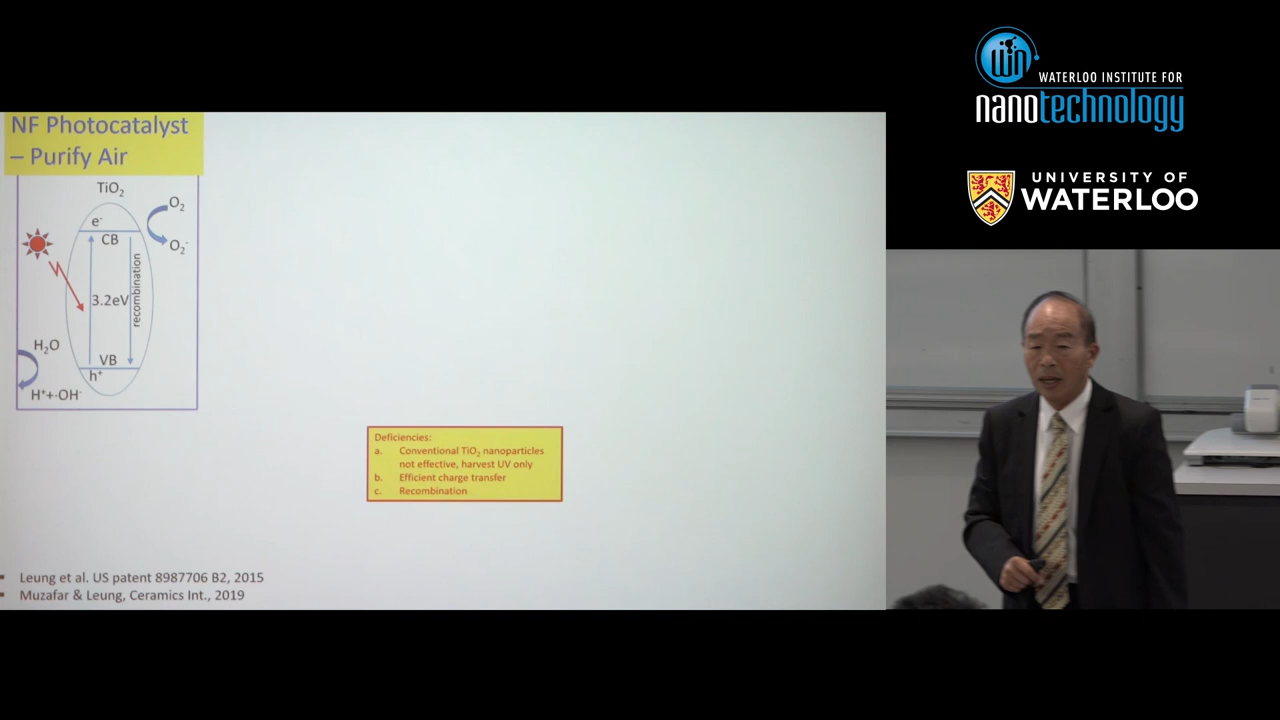 WIN
WATERLOO INSTITUTE FOR
nanotechnology
UNIVERSITY OF
WATERLOO
NF Photocatalyst
– Purify Air
TiO₂
O₂
e⁻
CB
O₂⁻
3.2eV
recombination
H₂O
VB
h⁺
H⁺+·OH⁻
Deficiencies:
a. Conventional TiO₂ nanoparticles
not effective, harvest UV only
b. Efficient charge transfer
c. Recombination
Leung et al. US patent 8987706 B2, 2015
Muzafar & Leung, Ceramics Int., 2019